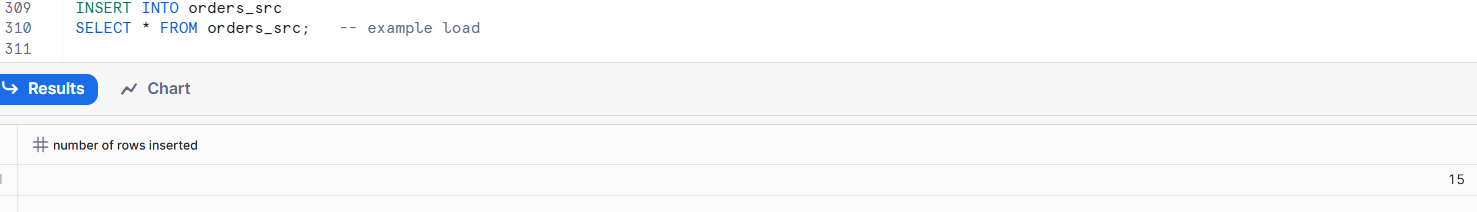 309 INSERT INTO orders_src
310 SELECT * FROM orders_src;   -- example load
311
Results Chart
number of rows inserted
15